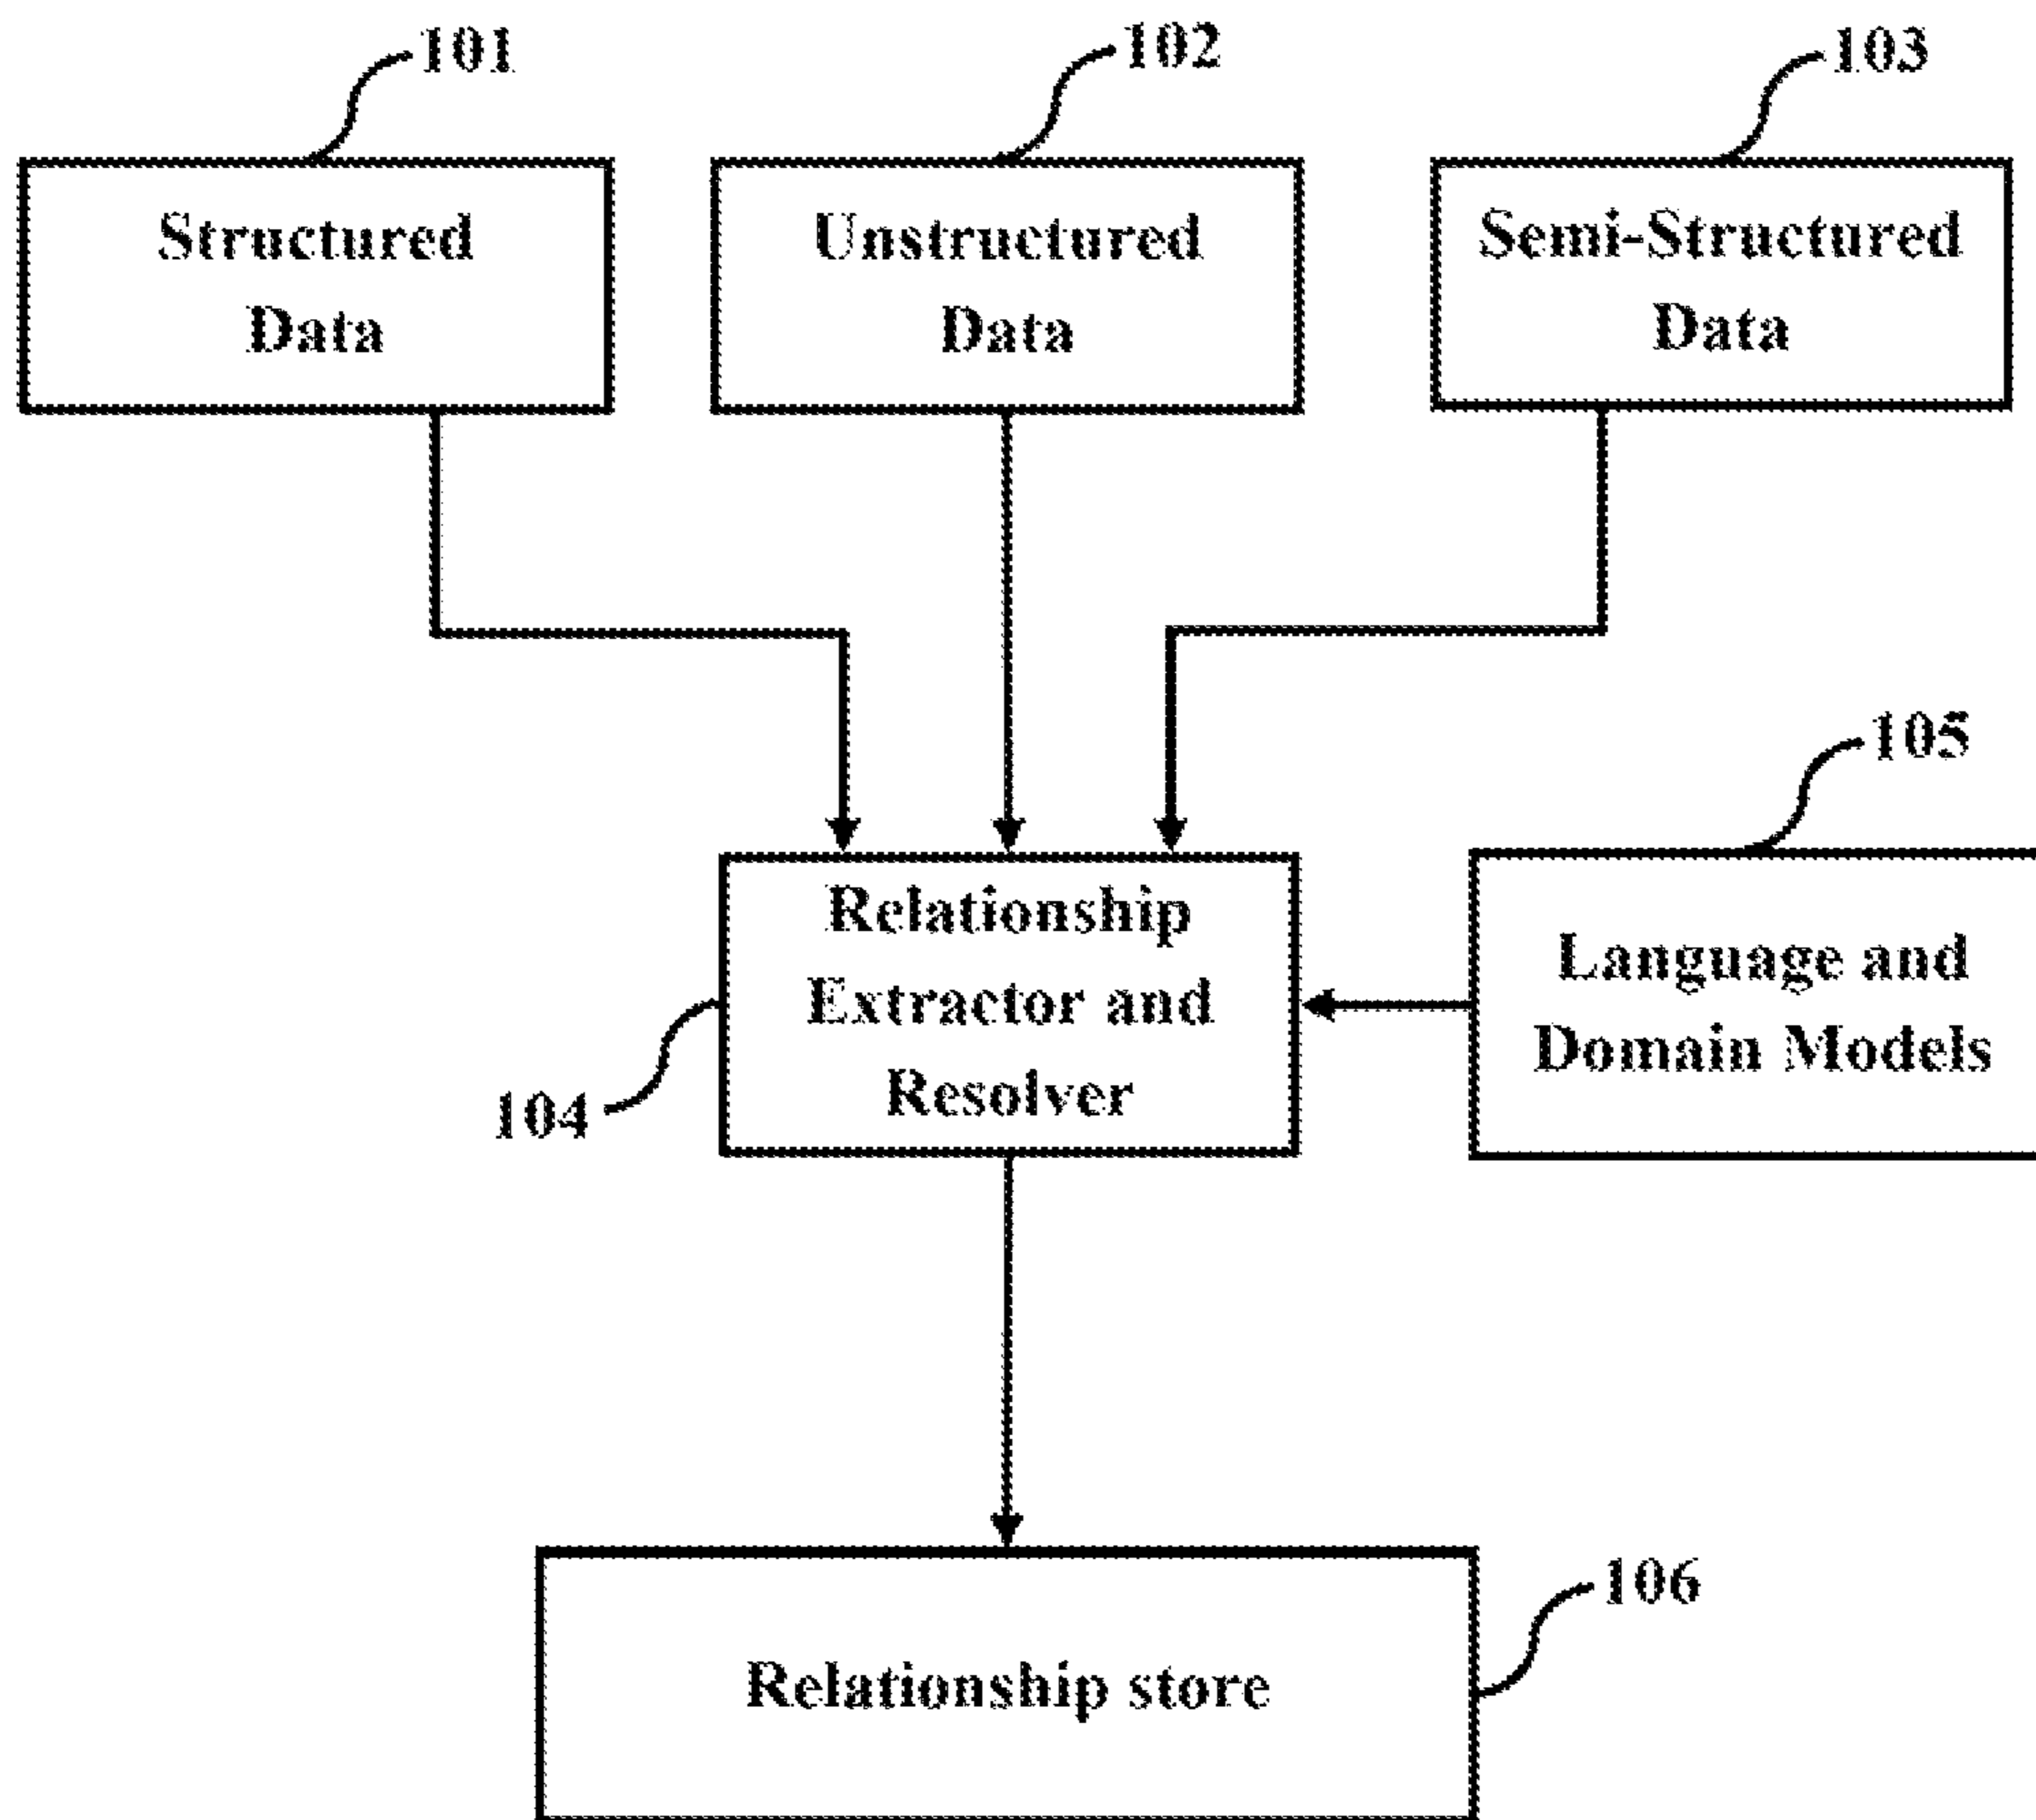 101
102
103
Structured
Data
Unstructured
Data
Semi-Structured
Data
105
Relationship
Extractor and
Resolver
Language and
Domain Models
104
106
Relationship store